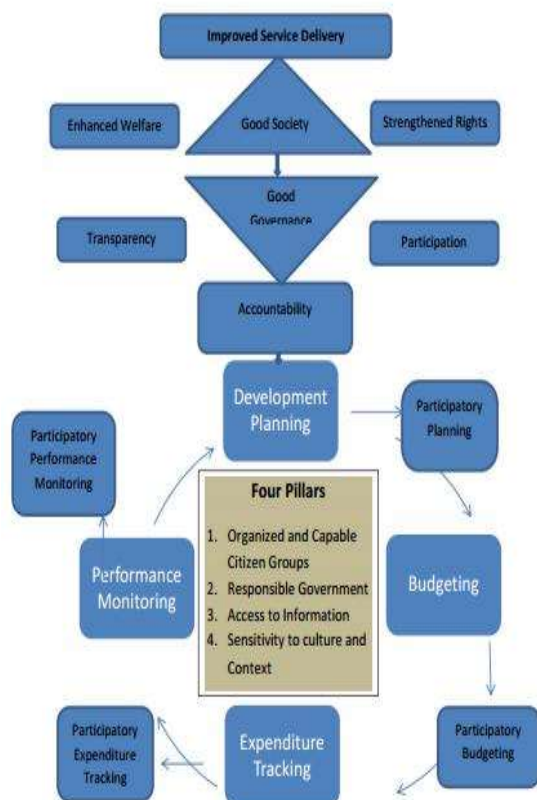 Improved Service Delivery
Enhanced Welfare
Good Society
Strengthened Rights
Good
Governance
Transparency
Participation
Accountability
Development
Planning
Participatory
Planning
Participatory
Performance
Monitoring
Four Pillars
1. Organized and Capable
Citizen Groups
2. Responsible Government
3. Access to Information
4. Sensitivity to culture and
Context
Performance
Monitoring
Budgeting
Participatory
Expenditure
Tracking
Expenditure
Tracking
Participatory
Budgeting